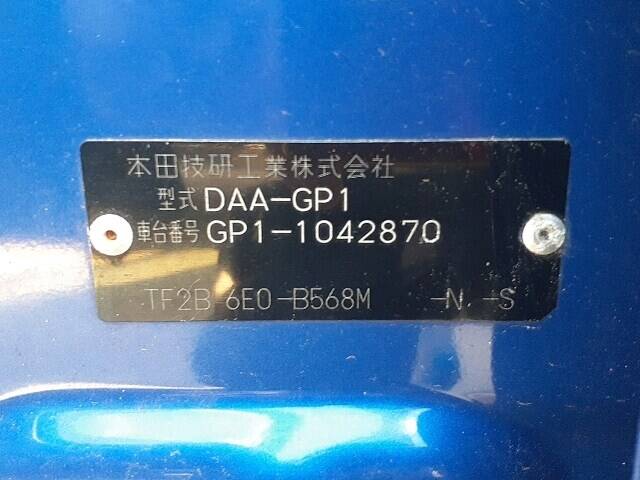 本田技研工業株式会社
型式 DAA-GP1
車台番号 GP1-1042870
TF2B 6E0-B568M -N -S